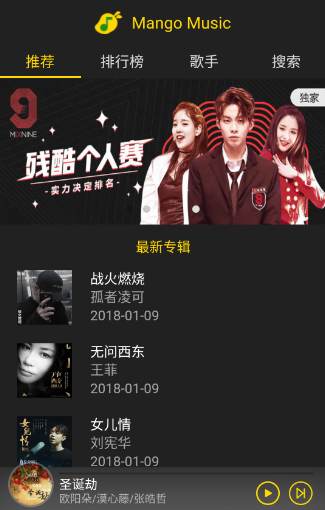 Mango Music
推荐
排行榜
歌手
搜索
独家
残酷个人赛
-实力决定排名-
最新专辑
战火燃烧
孤者凌可
2018-01-09
无问西东
王菲
2018-01-09
女儿情
刘宪华
2018-01-09
圣诞劫
欧阳朵/漠心藤/张皓哲